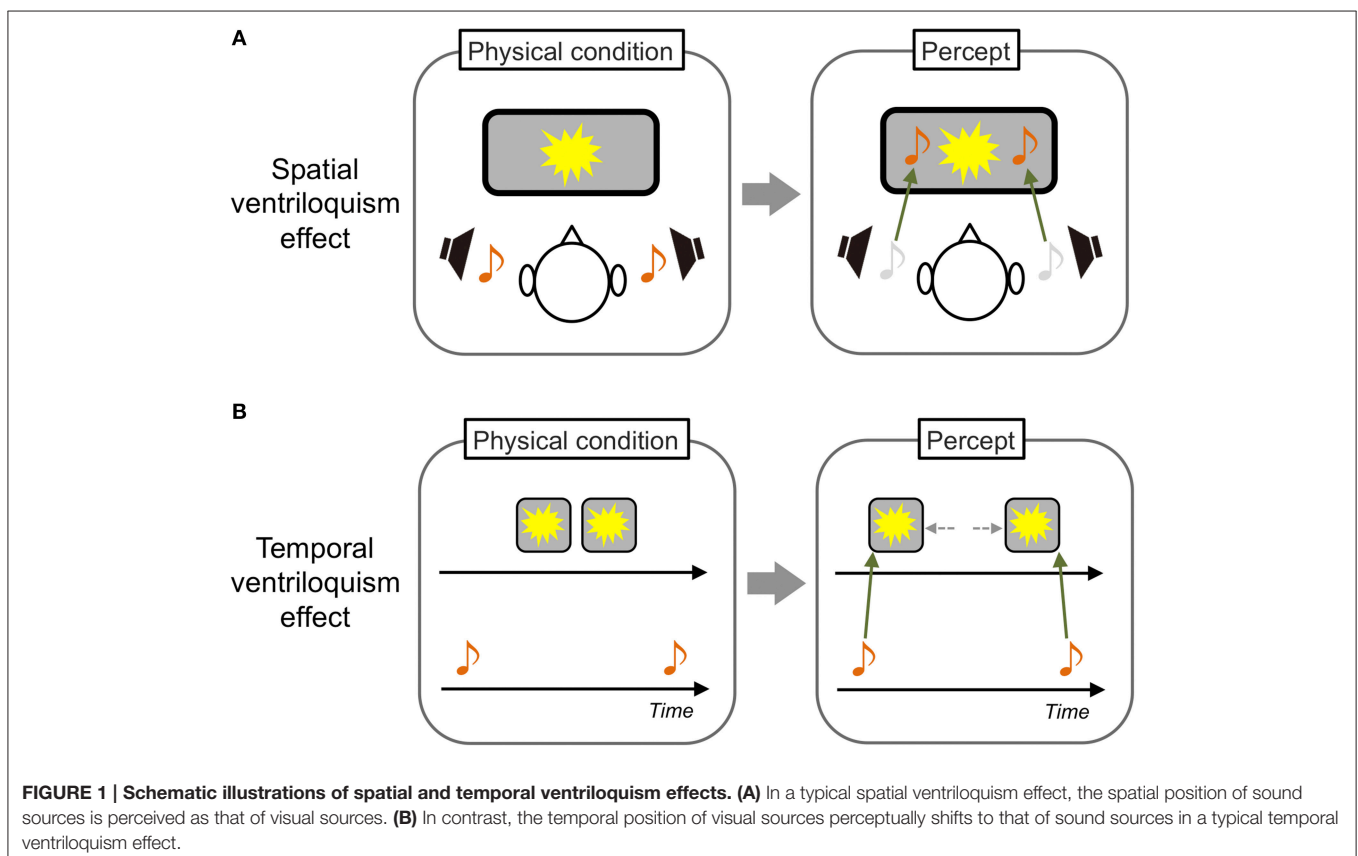 A
Physical condition
Percept
Spatial
ventriloquism
effect
B
Physical condition
Percept
Temporal
ventriloquism
effect
Time
Time
FIGURE 1 | Schematic illustrations of spatial and temporal ventriloquism effects. (A) In a typical spatial ventriloquism effect, the spatial position of sound
sources is perceived as that of visual sources. (B) In contrast, the temporal position of visual sources perceptually shifts to that of sound sources in a typical temporal
ventriloquism effect.